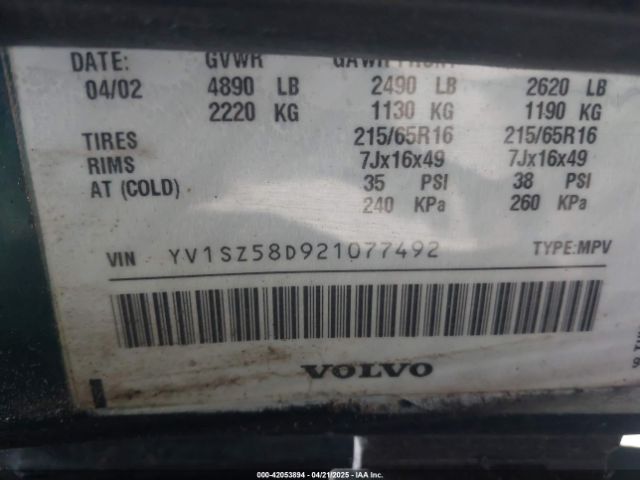 DATE: GVWR GAWR FRONT
04/02 4890 LB 2490 LB 2620 LB
2220 KG 1130 KG 1190 KG
TIRES 215/65R16 215/65R16
RIMS 7Jx16x49 7Jx16x49
AT (COLD) 35 PSI 38 PSI
240 KPa 260 KPa
VIN YV1SZ58D921077492 TYPE:MPV
VOLVO
000-42053894 - 04/21/2025 - IAA Inc.